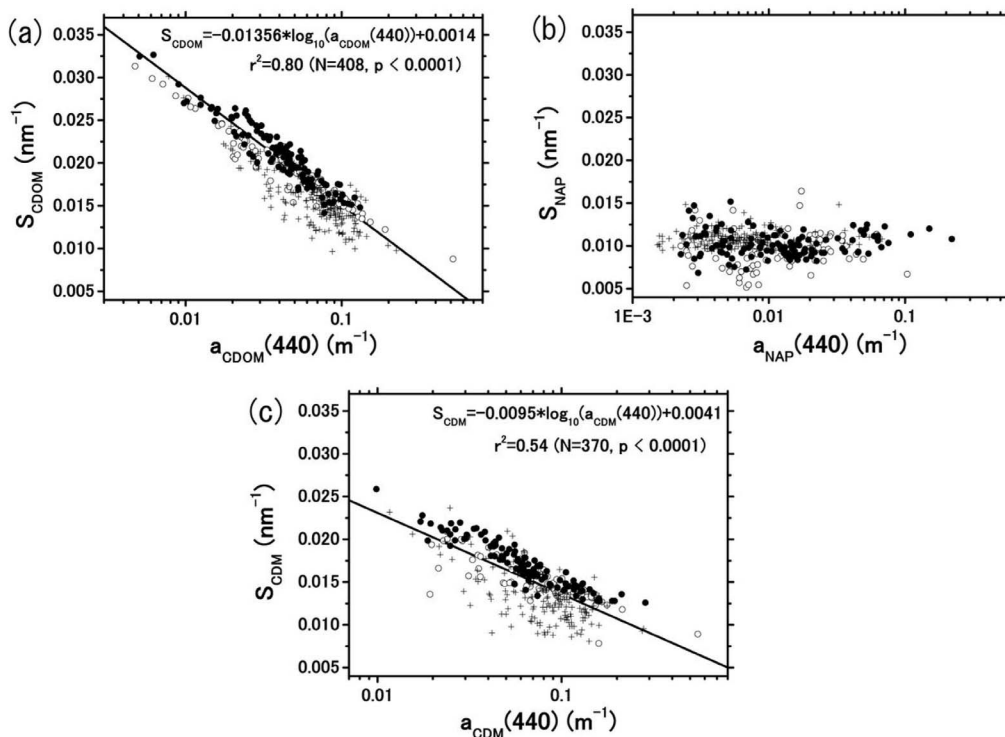 (a)
S_CDOM=-0.01356*log₁₀(a_CDOM(440))+0.0014
r²=0.80 (N=408, p < 0.0001)
0.035
0.030
0.025
0.020
0.015
0.010
0.005
S_CDOM (nm⁻¹)
0.01 0.1
a_CDOM(440) (m⁻¹)
(b)
0.035
0.030
0.025
0.020
0.015
0.010
0.005
S_NAP (nm⁻¹)
1E-3 0.01 0.1
a_NAP(440) (m⁻¹)
(c)
S_CDM=-0.0095*log₁₀(a_CDM(440))+0.0041
r²=0.54 (N=370, p < 0.0001)
0.035
0.030
0.025
0.020
0.015
0.010
0.005
S_CDM (nm⁻¹)
0.01 0.1
a_CDM(440) (m⁻¹)